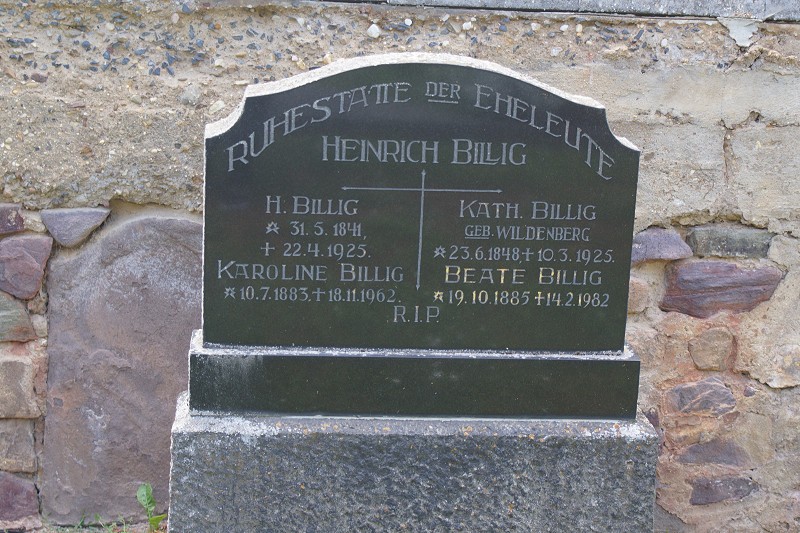 RUHESTATTE DER EHELEUTE
HEINRICH BILLIG
H. BILLIG
* 31.5.1841,
+ 22.4.1925.
KATH. BILLIG
GEB. WILDENBERG
* 23.6.1848, + 10.3.1925.
KAROLINE BILLIG
* 10.7.1883 + 18.11.1962.
BEATE BILLIG
* 19.10.1885 + 14.2.1982
R.I.P.